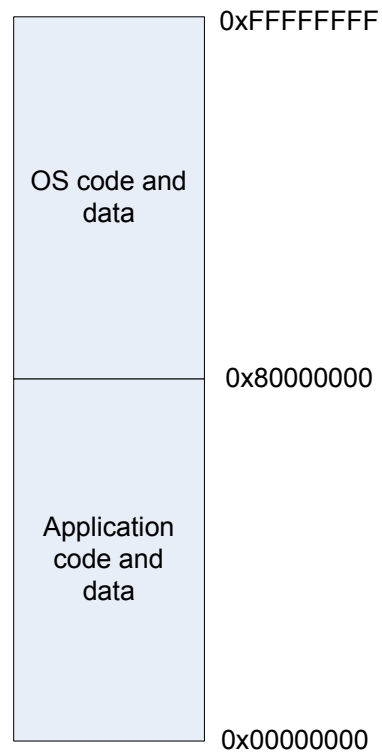 0xFFFFFFFF
OS code and
data
0x80000000
Application
code and
data
0x00000000